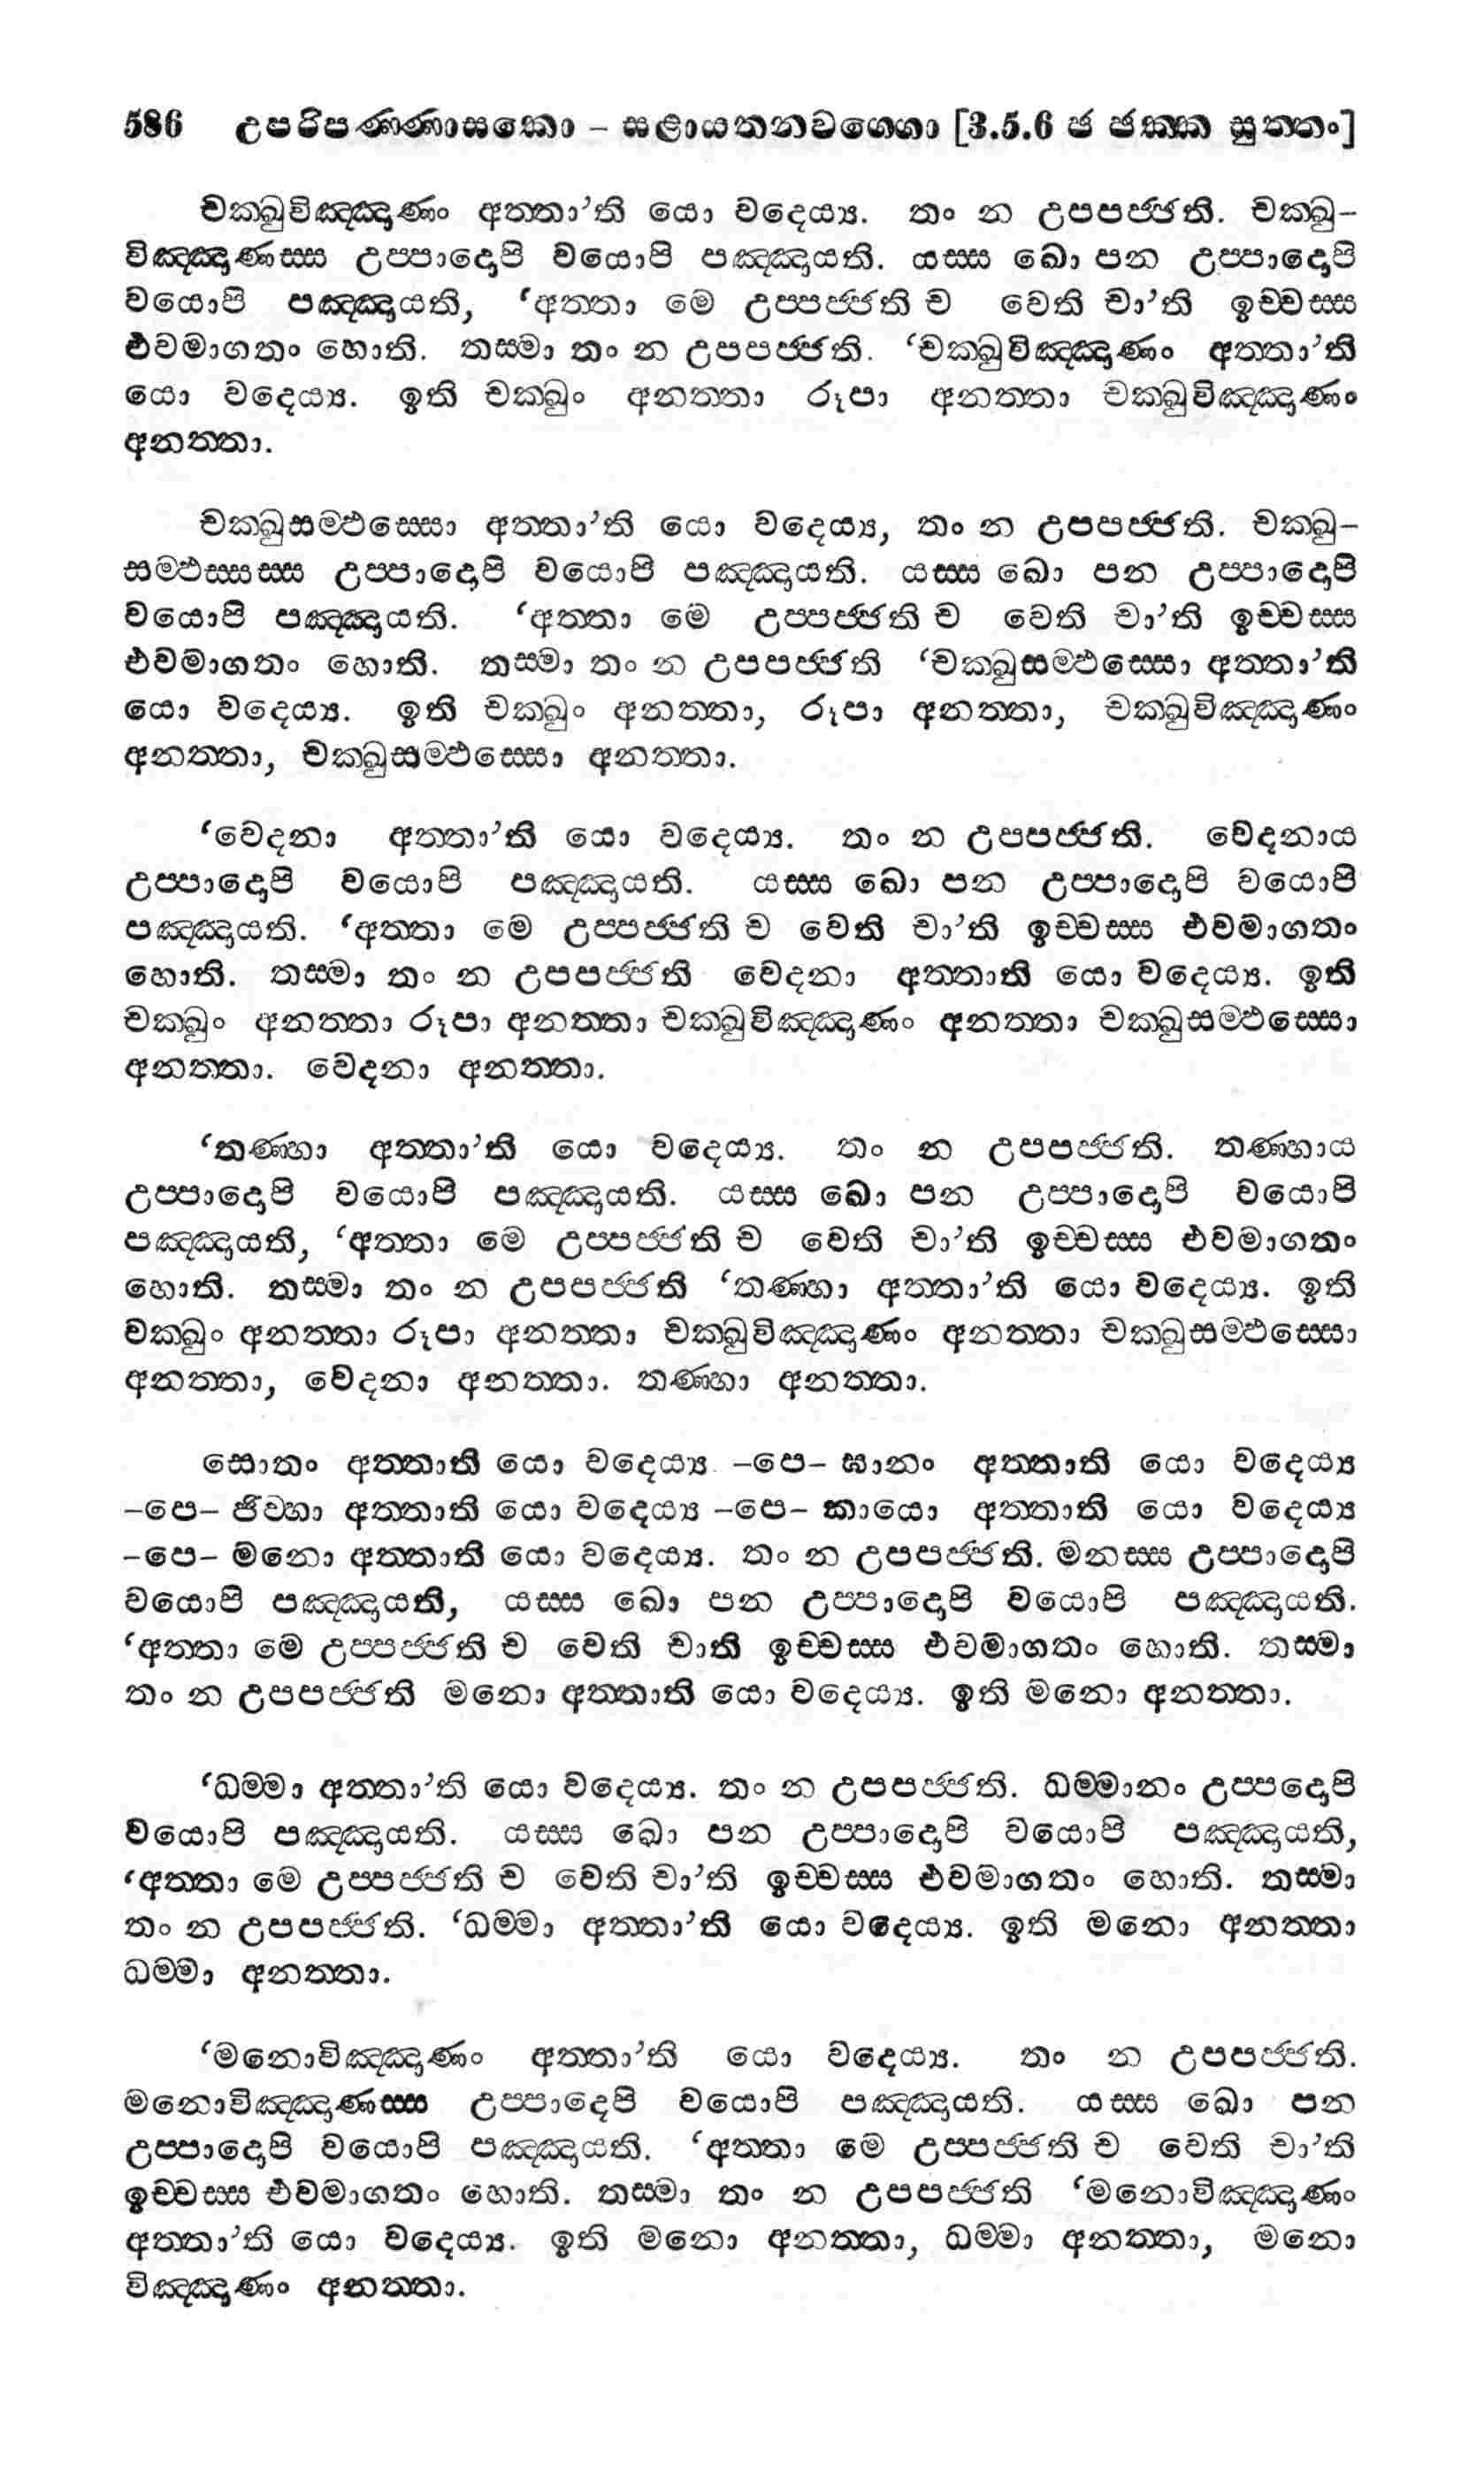 586 උපරිපණ්ණාසකො – සළායතනවග්ගො [3.5.6 ඡ ඡක්ක සුත්තං]
චක්ඛුවිඤ්ඤාණං අත්තා’ති යො වදෙය්‍ය. තං න උපපජ්ජති. චක්ඛු-
විඤ්ඤාණස්ස උප්පාදොපි වයොපි පඤ්ඤායති. යස්ස ඛො පන උප්පාදොපි
වයොපි පඤ්ඤායති, ‘අත්තා මෙ උප්පජ්ජති ච වෙති චා’ති ඉච්චස්ස
එවමාගතං හොති. තස්මා තං න උපපජ්ජති. ‘චක්ඛුවිඤ්ඤාණං අත්තා’ති
යො වදෙය්‍ය. ඉති චක්ඛුං අනත්තා රූපා අනත්තා චක්ඛුවිඤ්ඤාණං
අනත්තා.
චක්ඛුසම්ඵස්සො අත්තා’ති යො වදෙය්‍ය, තං න උපපජ්ජති. චක්ඛු-
සම්ඵස්සස්ස උප්පාදොපි වයොපි පඤ්ඤායති. යස්ස ඛො පන උප්පාදොපි
වයොපි පඤ්ඤායති. ‘අත්තා මෙ උප්පජ්ජති ච වෙති චා’ති ඉච්චස්ස
එවමාගතං හොති. තස්මා තං න උපපජ්ජති ‘චක්ඛුසම්ඵස්සො අත්තා’ති
යො වදෙය්‍ය. ඉති චක්ඛුං අනත්තා, රූපා අනත්තා, චක්ඛුවිඤ්ඤාණං
අනත්තා, චක්ඛුසම්ඵස්සො අනත්තා.
‘වෙදනා අත්තා’ති යො වදෙය්‍ය. තං න උපපජ්ජති. වෙදනාය
උප්පාදොපි වයොපි පඤ්ඤායති. යස්ස ඛො පන උප්පාදොපි වයොපි
පඤ්ඤායති. ‘අත්තා මෙ උප්පජ්ජති ච වෙති චා’ති ඉච්චස්ස එවමාගතං
හොති. තස්මා තං න උපපජ්ජති වෙදනා අත්තාති යො වදෙය්‍ය. ඉති
චක්ඛුං අනත්තා රූපා අනත්තා චක්ඛුවිඤ්ඤාණං අනත්තා චක්ඛුසම්ඵස්සො
අනත්තා. වෙදනා අනත්තා.
‘තණ්හා අත්තා’ති යො වදෙය්‍ය. තං න උපපජ්ජති. තණ්හාය
උප්පාදොපි වයොපි පඤ්ඤායති. යස්ස ඛො පන උප්පාදොපි වයොපි
පඤ්ඤායති, ‘අත්තා මෙ උප්පජ්ජති ච වෙති චා’ති ඉච්චස්ස එවමාගතං
හොති. තස්මා තං න උපපජ්ජති ‘තණ්හා අත්තා’ති යො වදෙය්‍ය. ඉති
චක්ඛුං අනත්තා රූපා අනත්තා චක්ඛුවිඤ්ඤාණං අනත්තා චක්ඛුසම්ඵස්සො
අනත්තා, වෙදනා අනත්තා. තණ්හා අනත්තා.
සොතං අත්තාති යො වදෙය්‍ය –පෙ– ඝානං අත්තාති යො වදෙය්‍ය
–පෙ– ජිව්හා අත්තාති යො වදෙය්‍ය –පෙ– කායො අත්තාති යො වදෙය්‍ය
–පෙ– මනො අත්තාති යො වදෙය්‍ය. තං න උපපජ්ජති. මනස්ස උප්පාදොපි
වයොපි පඤ්ඤායති, යස්ස ඛො පන උප්පාදොපි වයොපි පඤ්ඤායති.
‘අත්තා මෙ උප්පජ්ජති ච වෙති චාති ඉච්චස්ස එවමාගතං හොති. තස්මා
තං න උපපජ්ජති මනො අත්තාති යො වදෙය්‍ය. ඉති මනො අනත්තා.
‘ධම්මා අත්තා’ති යො වදෙය්‍ය. තං න උපපජ්ජති. ධම්මානං උප්පදොපි
වයොපි පඤ්ඤායති. යස්ස ඛො පන උප්පාදොපි වයොපි පඤ්ඤායති,
‘අත්තා මෙ උප්පජ්ජති ච වෙති චා’ති ඉච්චස්ස එවමාගතං හොති. තස්මා
තං න උපපජ්ජති. ‘ධම්මා අත්තා’ති යො වදෙය්‍ය. ඉති මනො අනත්තා
ධම්මා අනත්තා.
‘මනොවිඤ්ඤාණං අත්තා’ති යො වදෙය්‍ය. තං න උපපජ්ජති.
මනොවිඤ්ඤාණස්ස උප්පාදෙපි වයොපි පඤ්ඤායති. යස්ස ඛො පන
උප්පාදොපි වයොපි පඤ්ඤායති. ‘අත්තා මෙ උප්පජ්ජති ච වෙති චා’ති
ඉච්චස්ස එවමාගතං හොති. තස්මා තං න උපපජ්ජති ‘මනොවිඤ්ඤාණං
අත්තා’ති යො වදෙය්‍ය. ඉති මනො අනත්තා, ධම්මා අනත්තා, මනො
විඤ්ඤාණං අනත්තා.